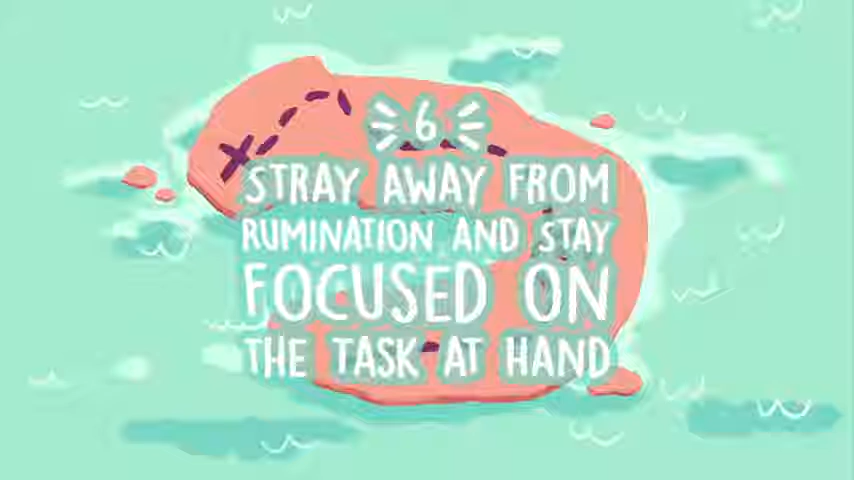 6
STRAY AWAY FROM
RUMINATION AND STAY
FOCUSED ON
THE TASK AT HAND